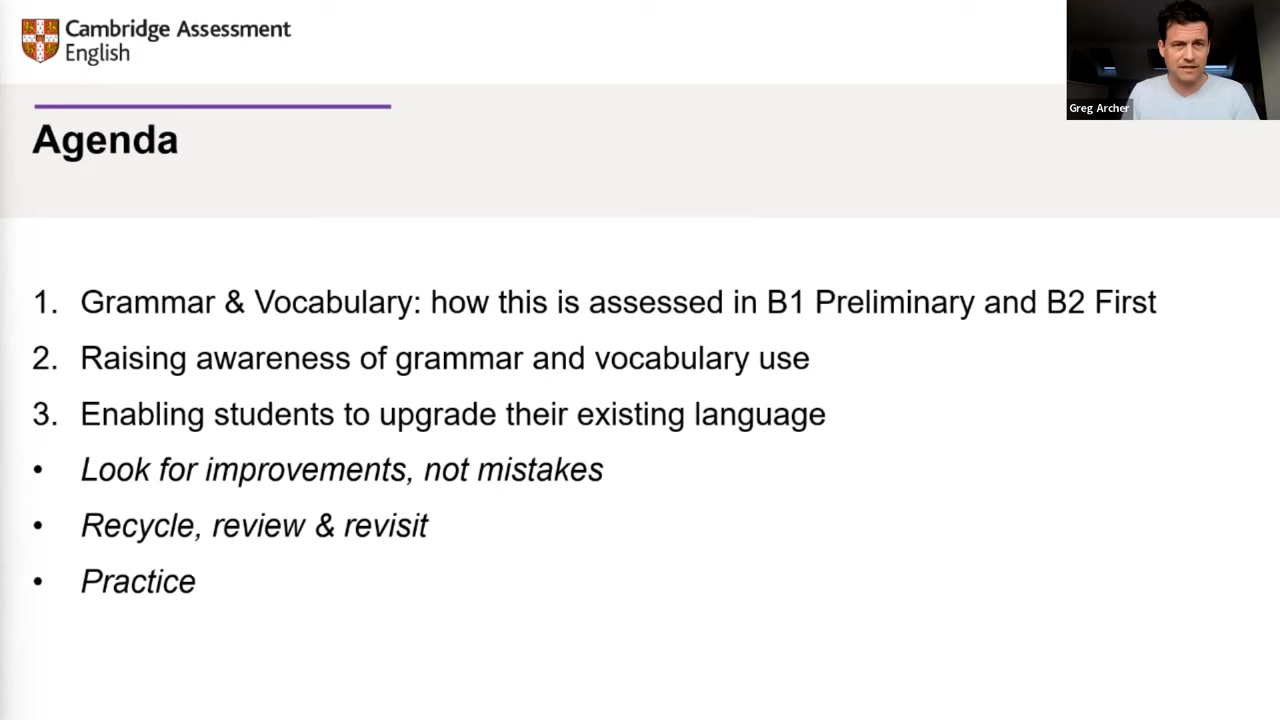 Cambridge Assessment
English
Greg Archer
Agenda
1. Grammar & Vocabulary: how this is assessed in B1 Preliminary and B2 First
2. Raising awareness of grammar and vocabulary use
3. Enabling students to upgrade their existing language
• Look for improvements, not mistakes
• Recycle, review & revisit
• Practice